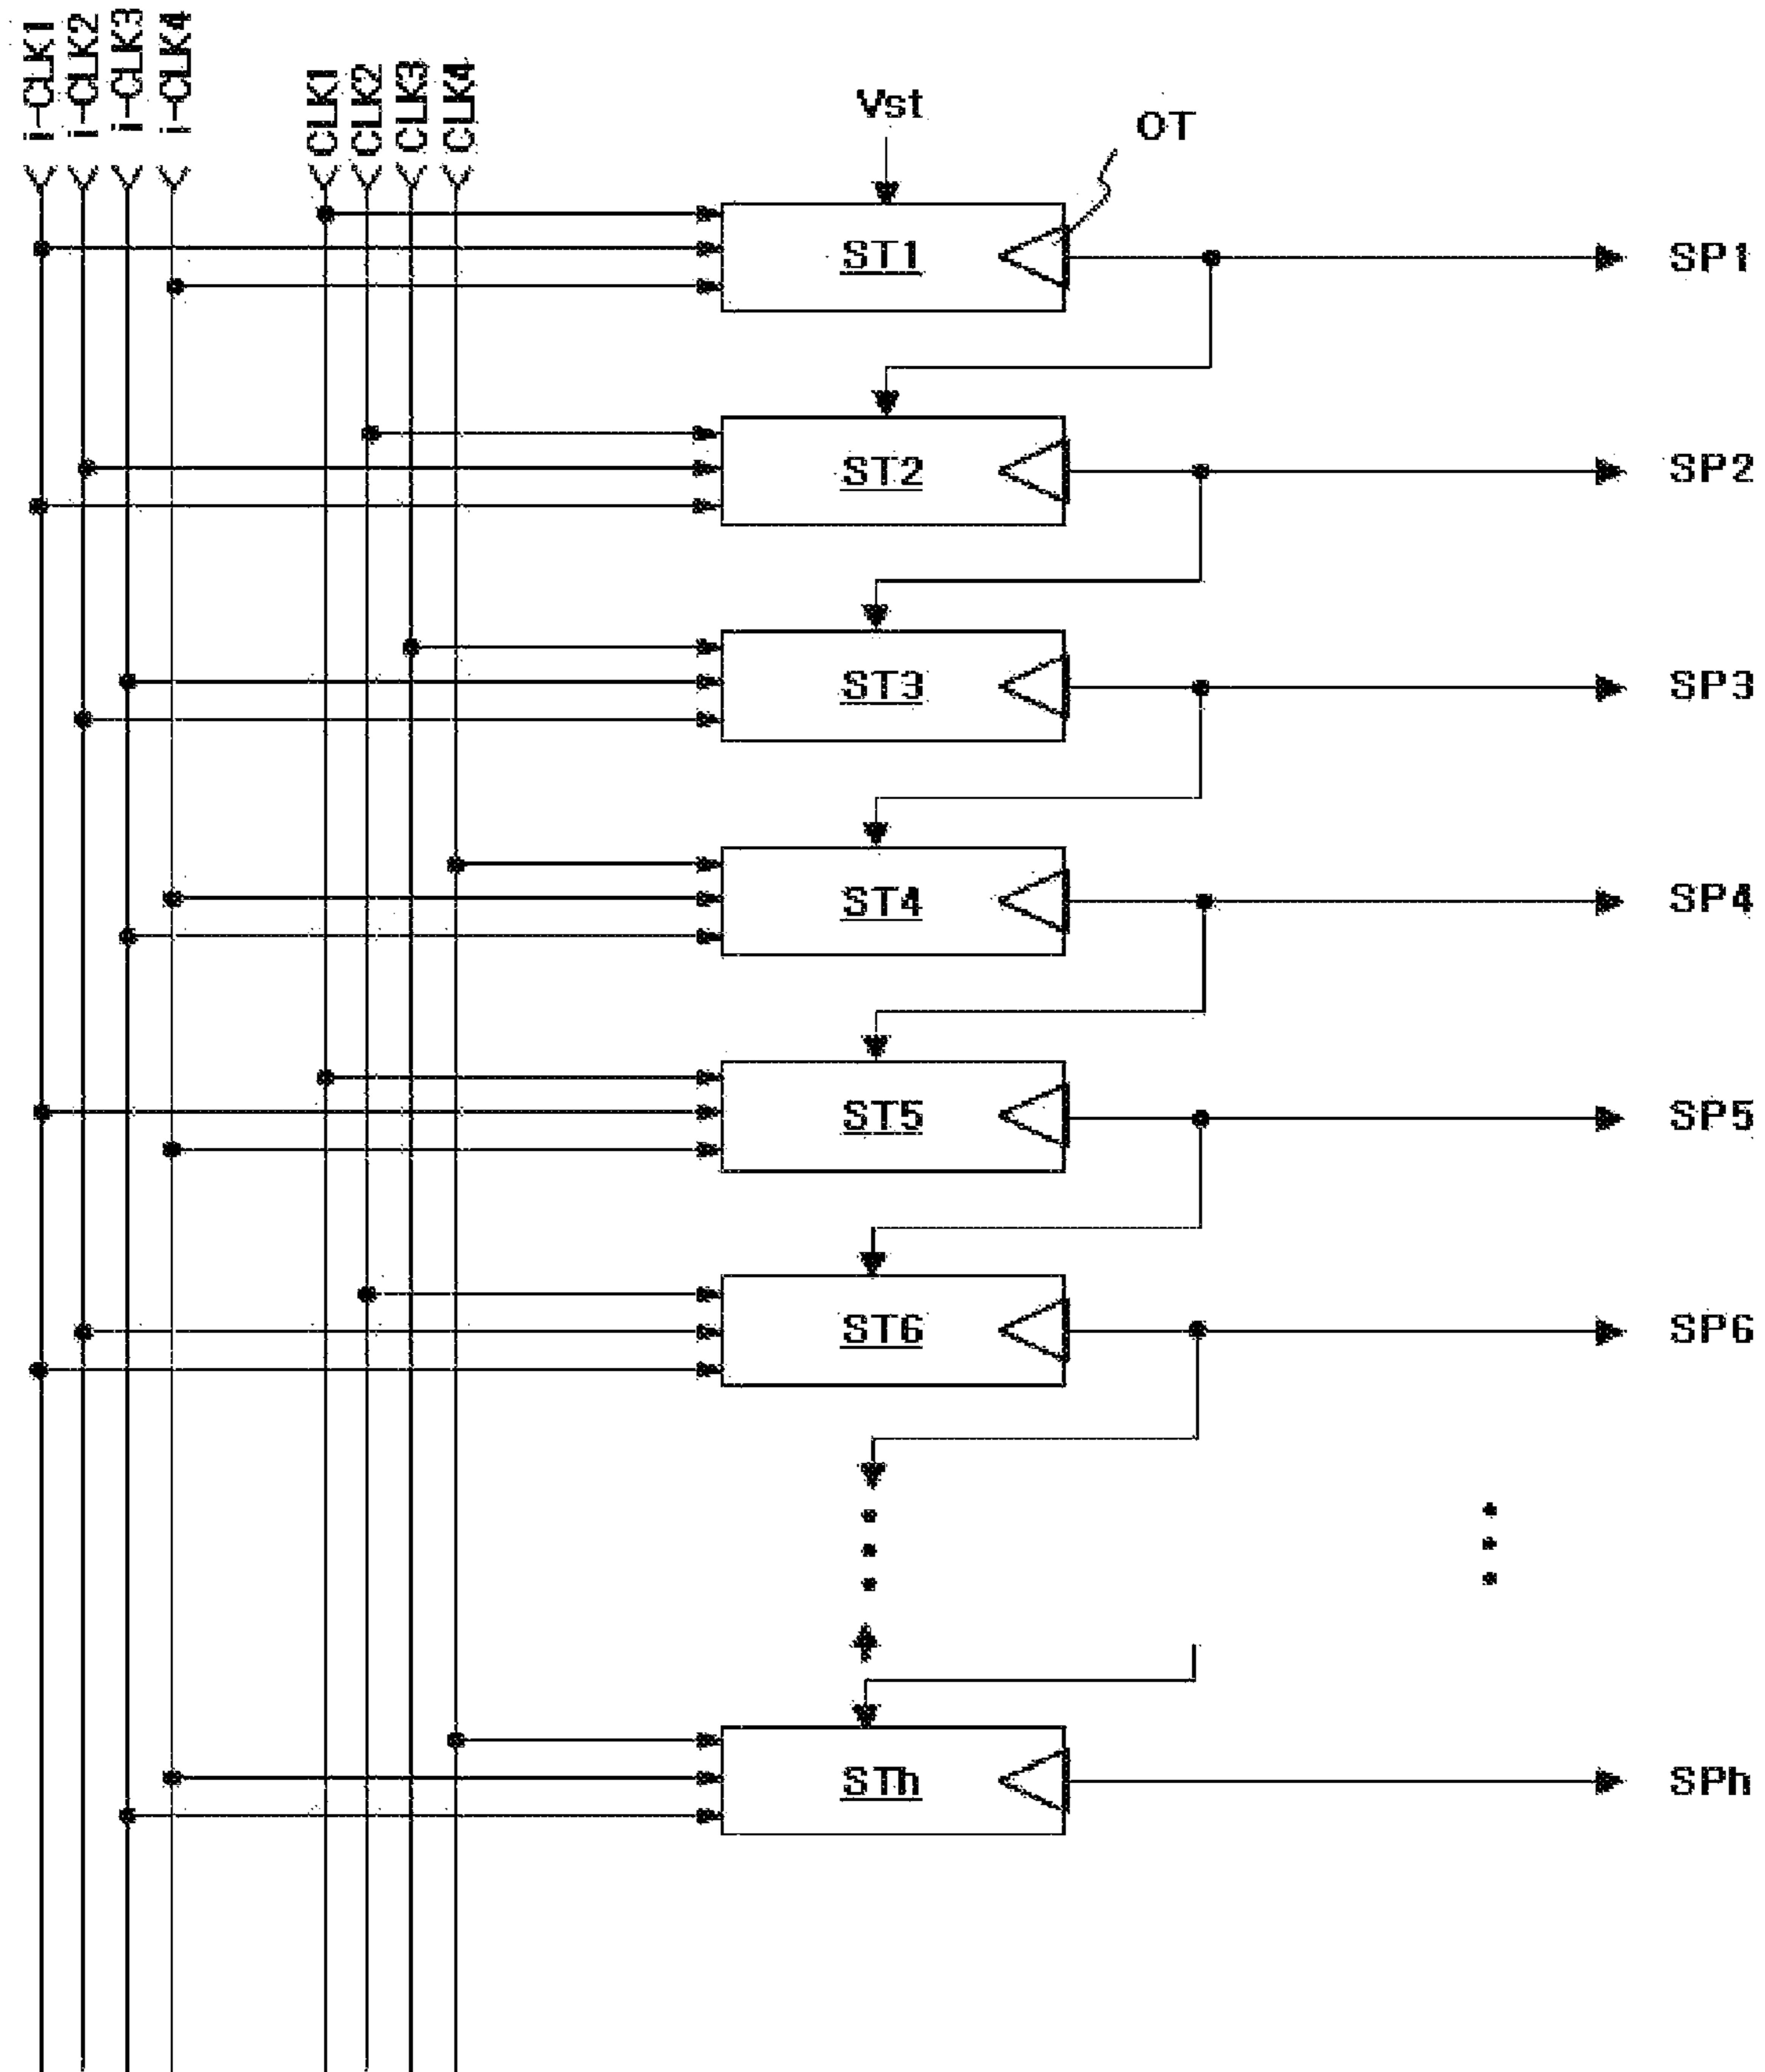 i-CLK1
i-CLK2
i-CLK3
i-CLK4
CLK1
CLK2
CLK3
CLK4
Vst
OT
ST1
SP1
ST2
SP2
ST3
SP3
ST4
SP4
ST5
SP5
ST6
SP6
STh
SPh